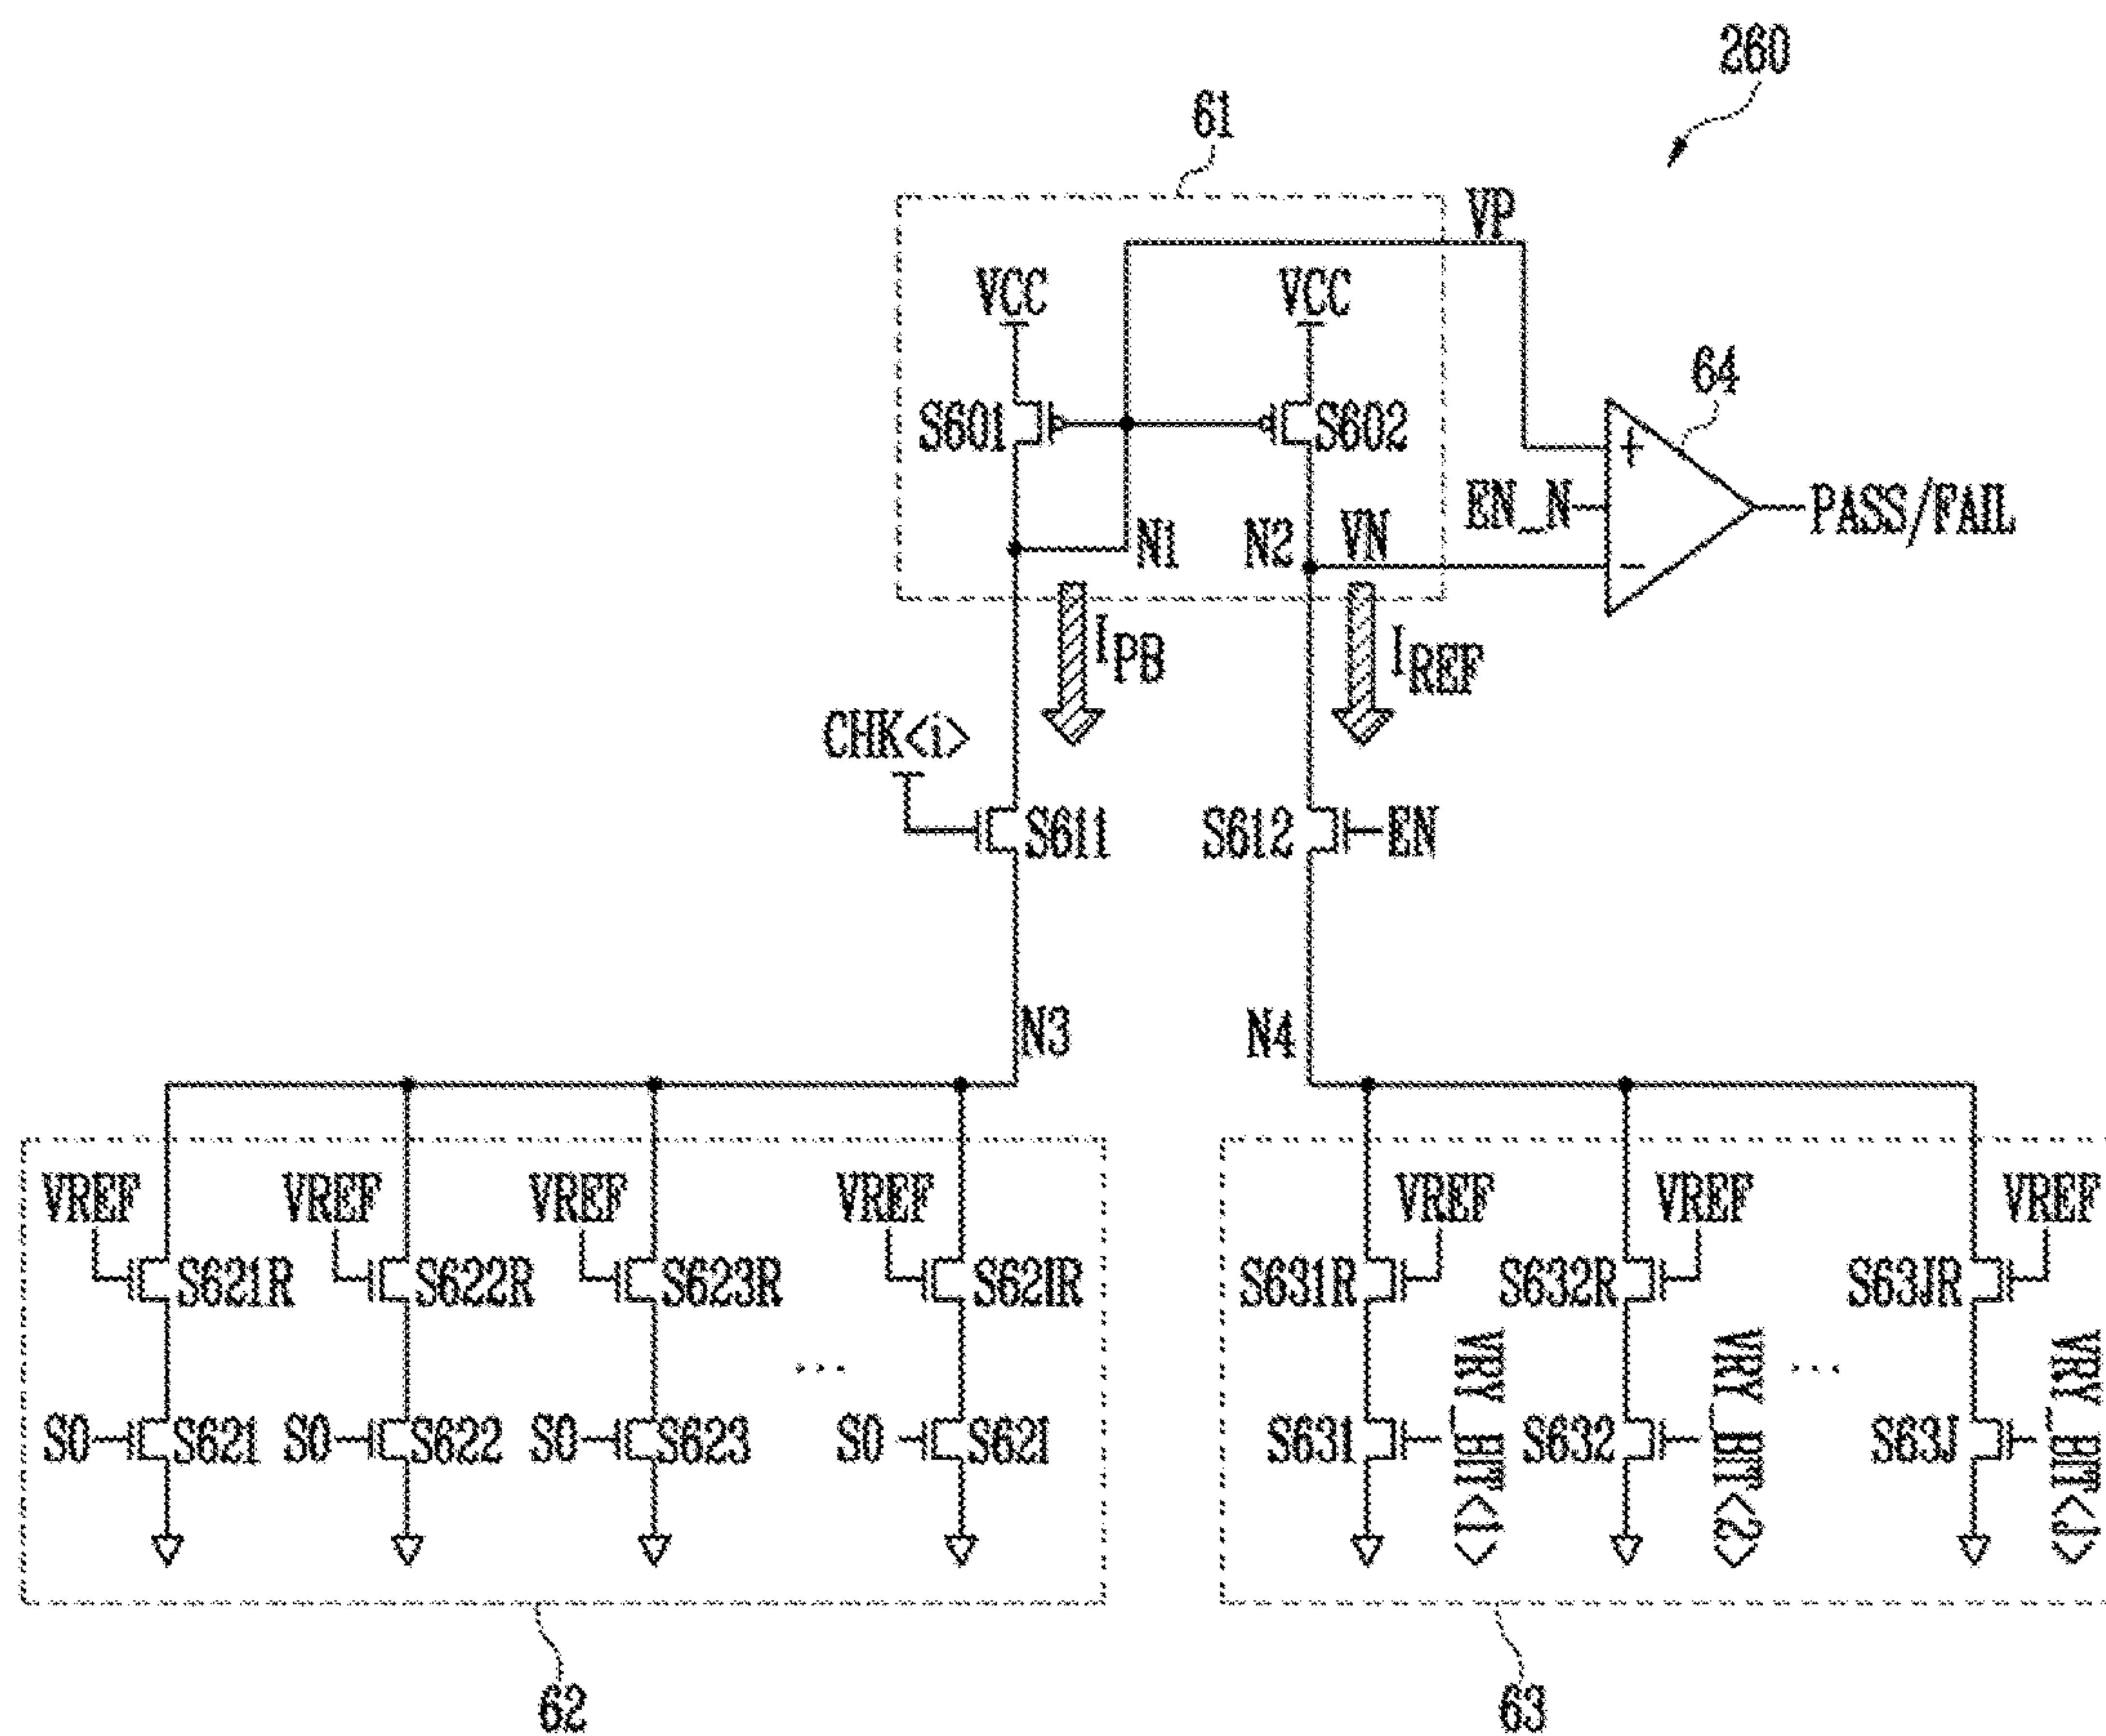 260
61
VP
VCC VCC
64
S601 S602
EN_N
PASS/FAIL
N1 N2 VN
IPB IREF
CHK<i>
S611 S612 EN
N3 N4
VREF VREF VREF VREF VREF VREF VREF
S621R S622R S623R S62IR S631R S632R S63JR
... ...
S0 S621 S0 S622 S0 S623 S0 S62I S631 S632 S63J
VRY_BIT<1> VRY_BIT<2> VRY_BIT<J>
62 63